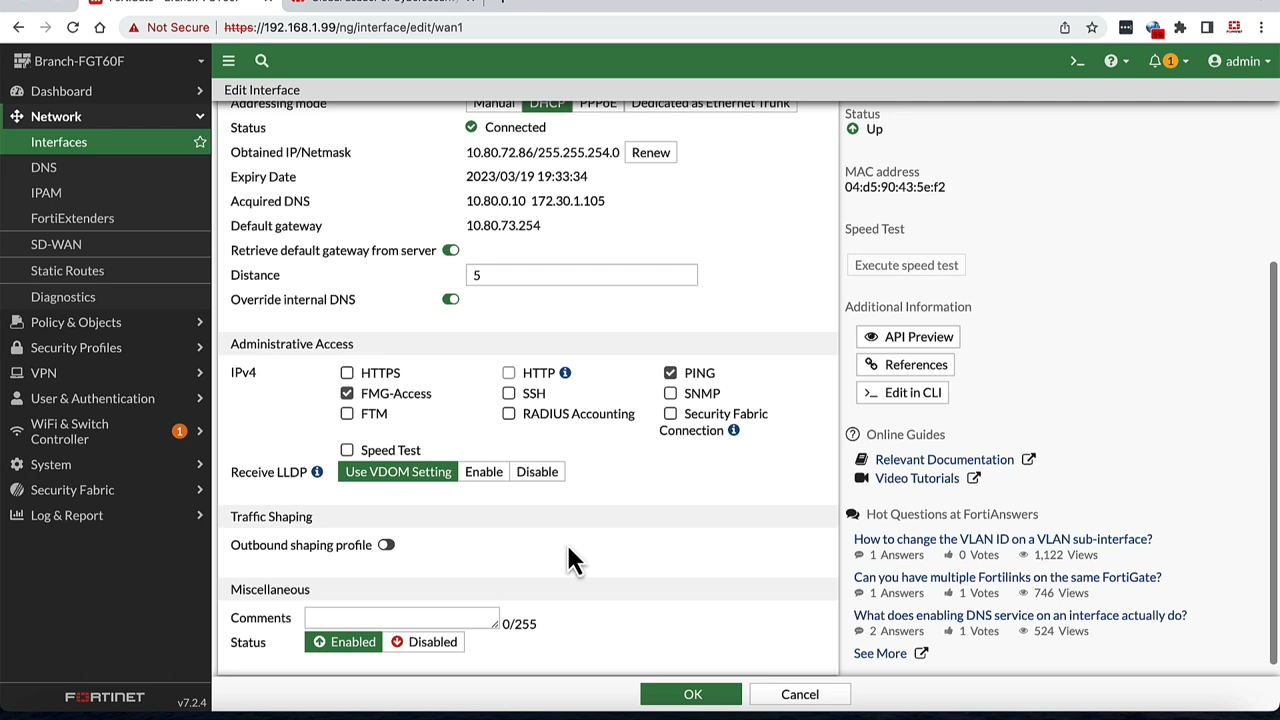 Not Secure | https://192.168.1.99/ng/interface/edit/wan1
Branch-FGT60F
1
admin
Dashboard
Network
Interfaces
DNS
IPAM
FortiExtenders
SD-WAN
Static Routes
Diagnostics
Policy & Objects
Security Profiles
VPN
User & Authentication
WiFi & Switch
Controller
1
System
Security Fabric
Log & Report
FORTINET
v7.2.4
Edit Interface
Addressing mode Manual DHCP PPPoE Dedicated as Ethernet Trunk
Status Connected
Obtained IP/Netmask 10.80.72.86/255.255.254.0 Renew
Expiry Date 2023/03/19 19:33:34
Acquired DNS 10.80.0.10 172.30.1.105
Default gateway 10.80.73.254
Retrieve default gateway from server
Distance 5
Override internal DNS
Administrative Access
IPv4 HTTPS HTTP PING
FMG-Access SSH SNMP
FTM RADIUS Accounting Security Fabric
Connection
Speed Test
Receive LLDP Use VDOM Setting Enable Disable
Traffic Shaping
Outbound shaping profile
Miscellaneous
Comments 0/255
Status Enabled Disabled
OK Cancel
Status
Up
MAC address
04:d5:90:43:5e:f2
Speed Test
Execute speed test
Additional Information
API Preview
References
>_ Edit in CLI
Online Guides
Relevant Documentation
Video Tutorials
Hot Questions at FortiAnswers
How to change the VLAN ID on a VLAN sub-interface?
1 Answers 0 Votes 1,122 Views
Can you have multiple Fortilinks on the same FortiGate?
1 Answers 1 Votes 746 Views
What does enabling DNS service on an interface actually do?
2 Answers 1 Votes 524 Views
See More